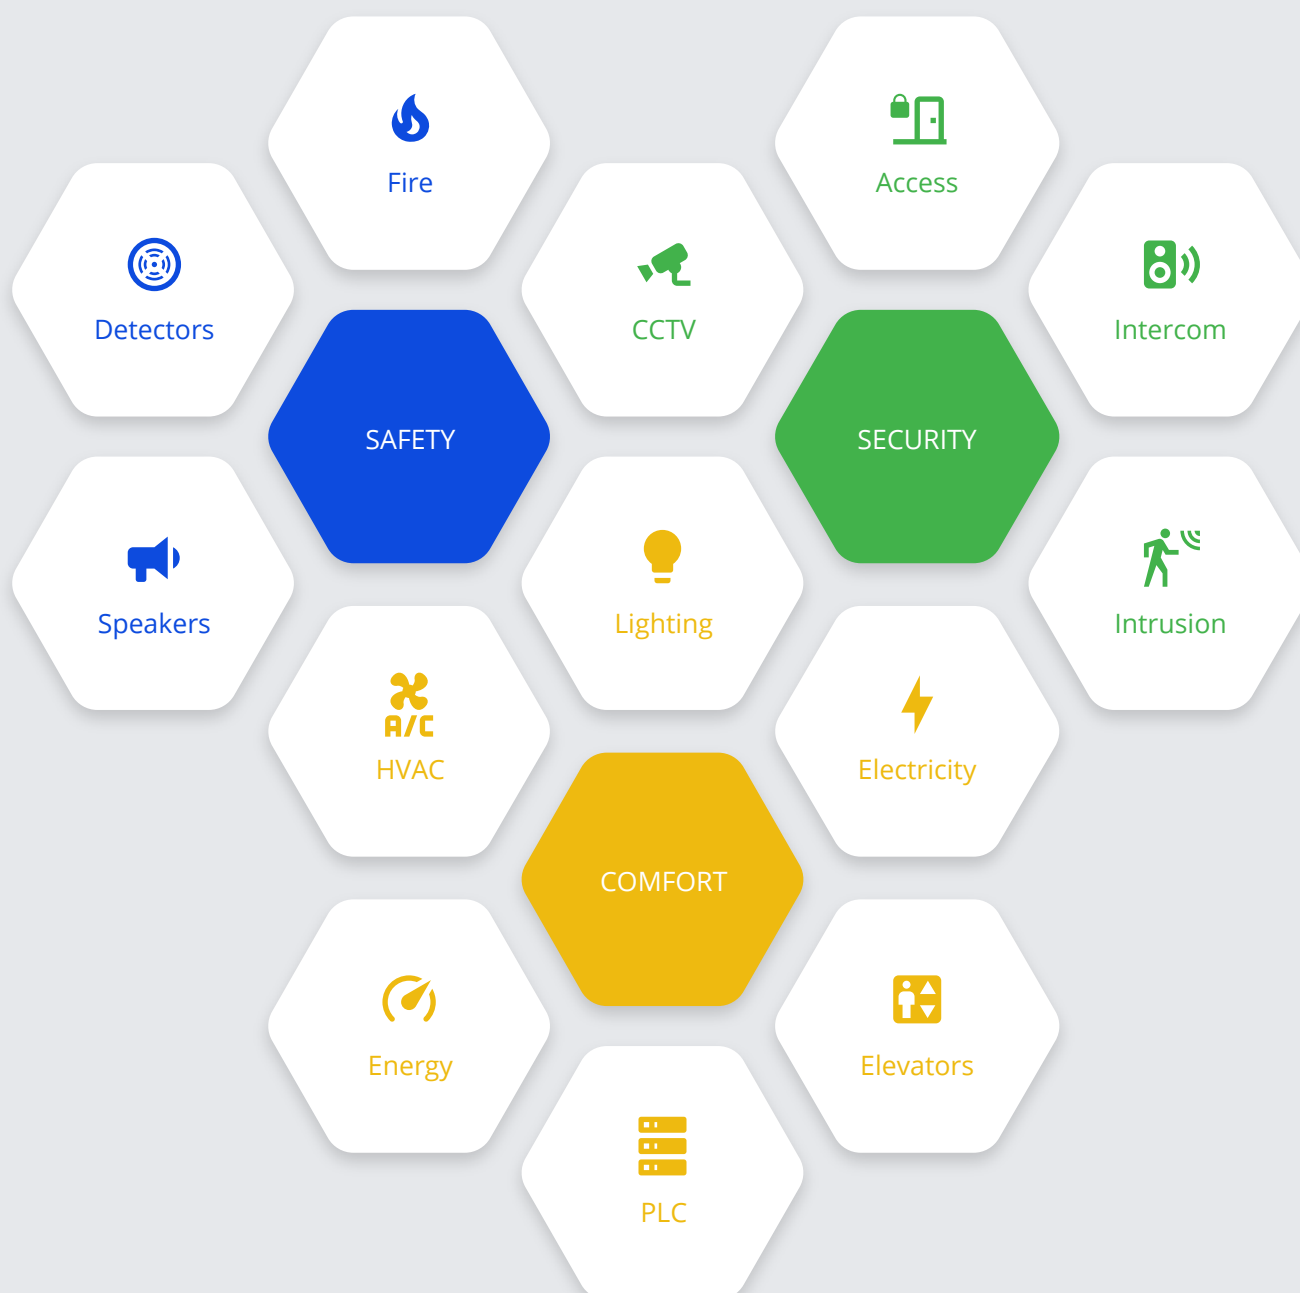 Fire
Access
Detectors
CCTV
Intercom
SAFETY
SECURITY
Speakers
Lighting
Intrusion
A/C
HVAC
Electricity
COMFORT
Energy
Elevators
PLC